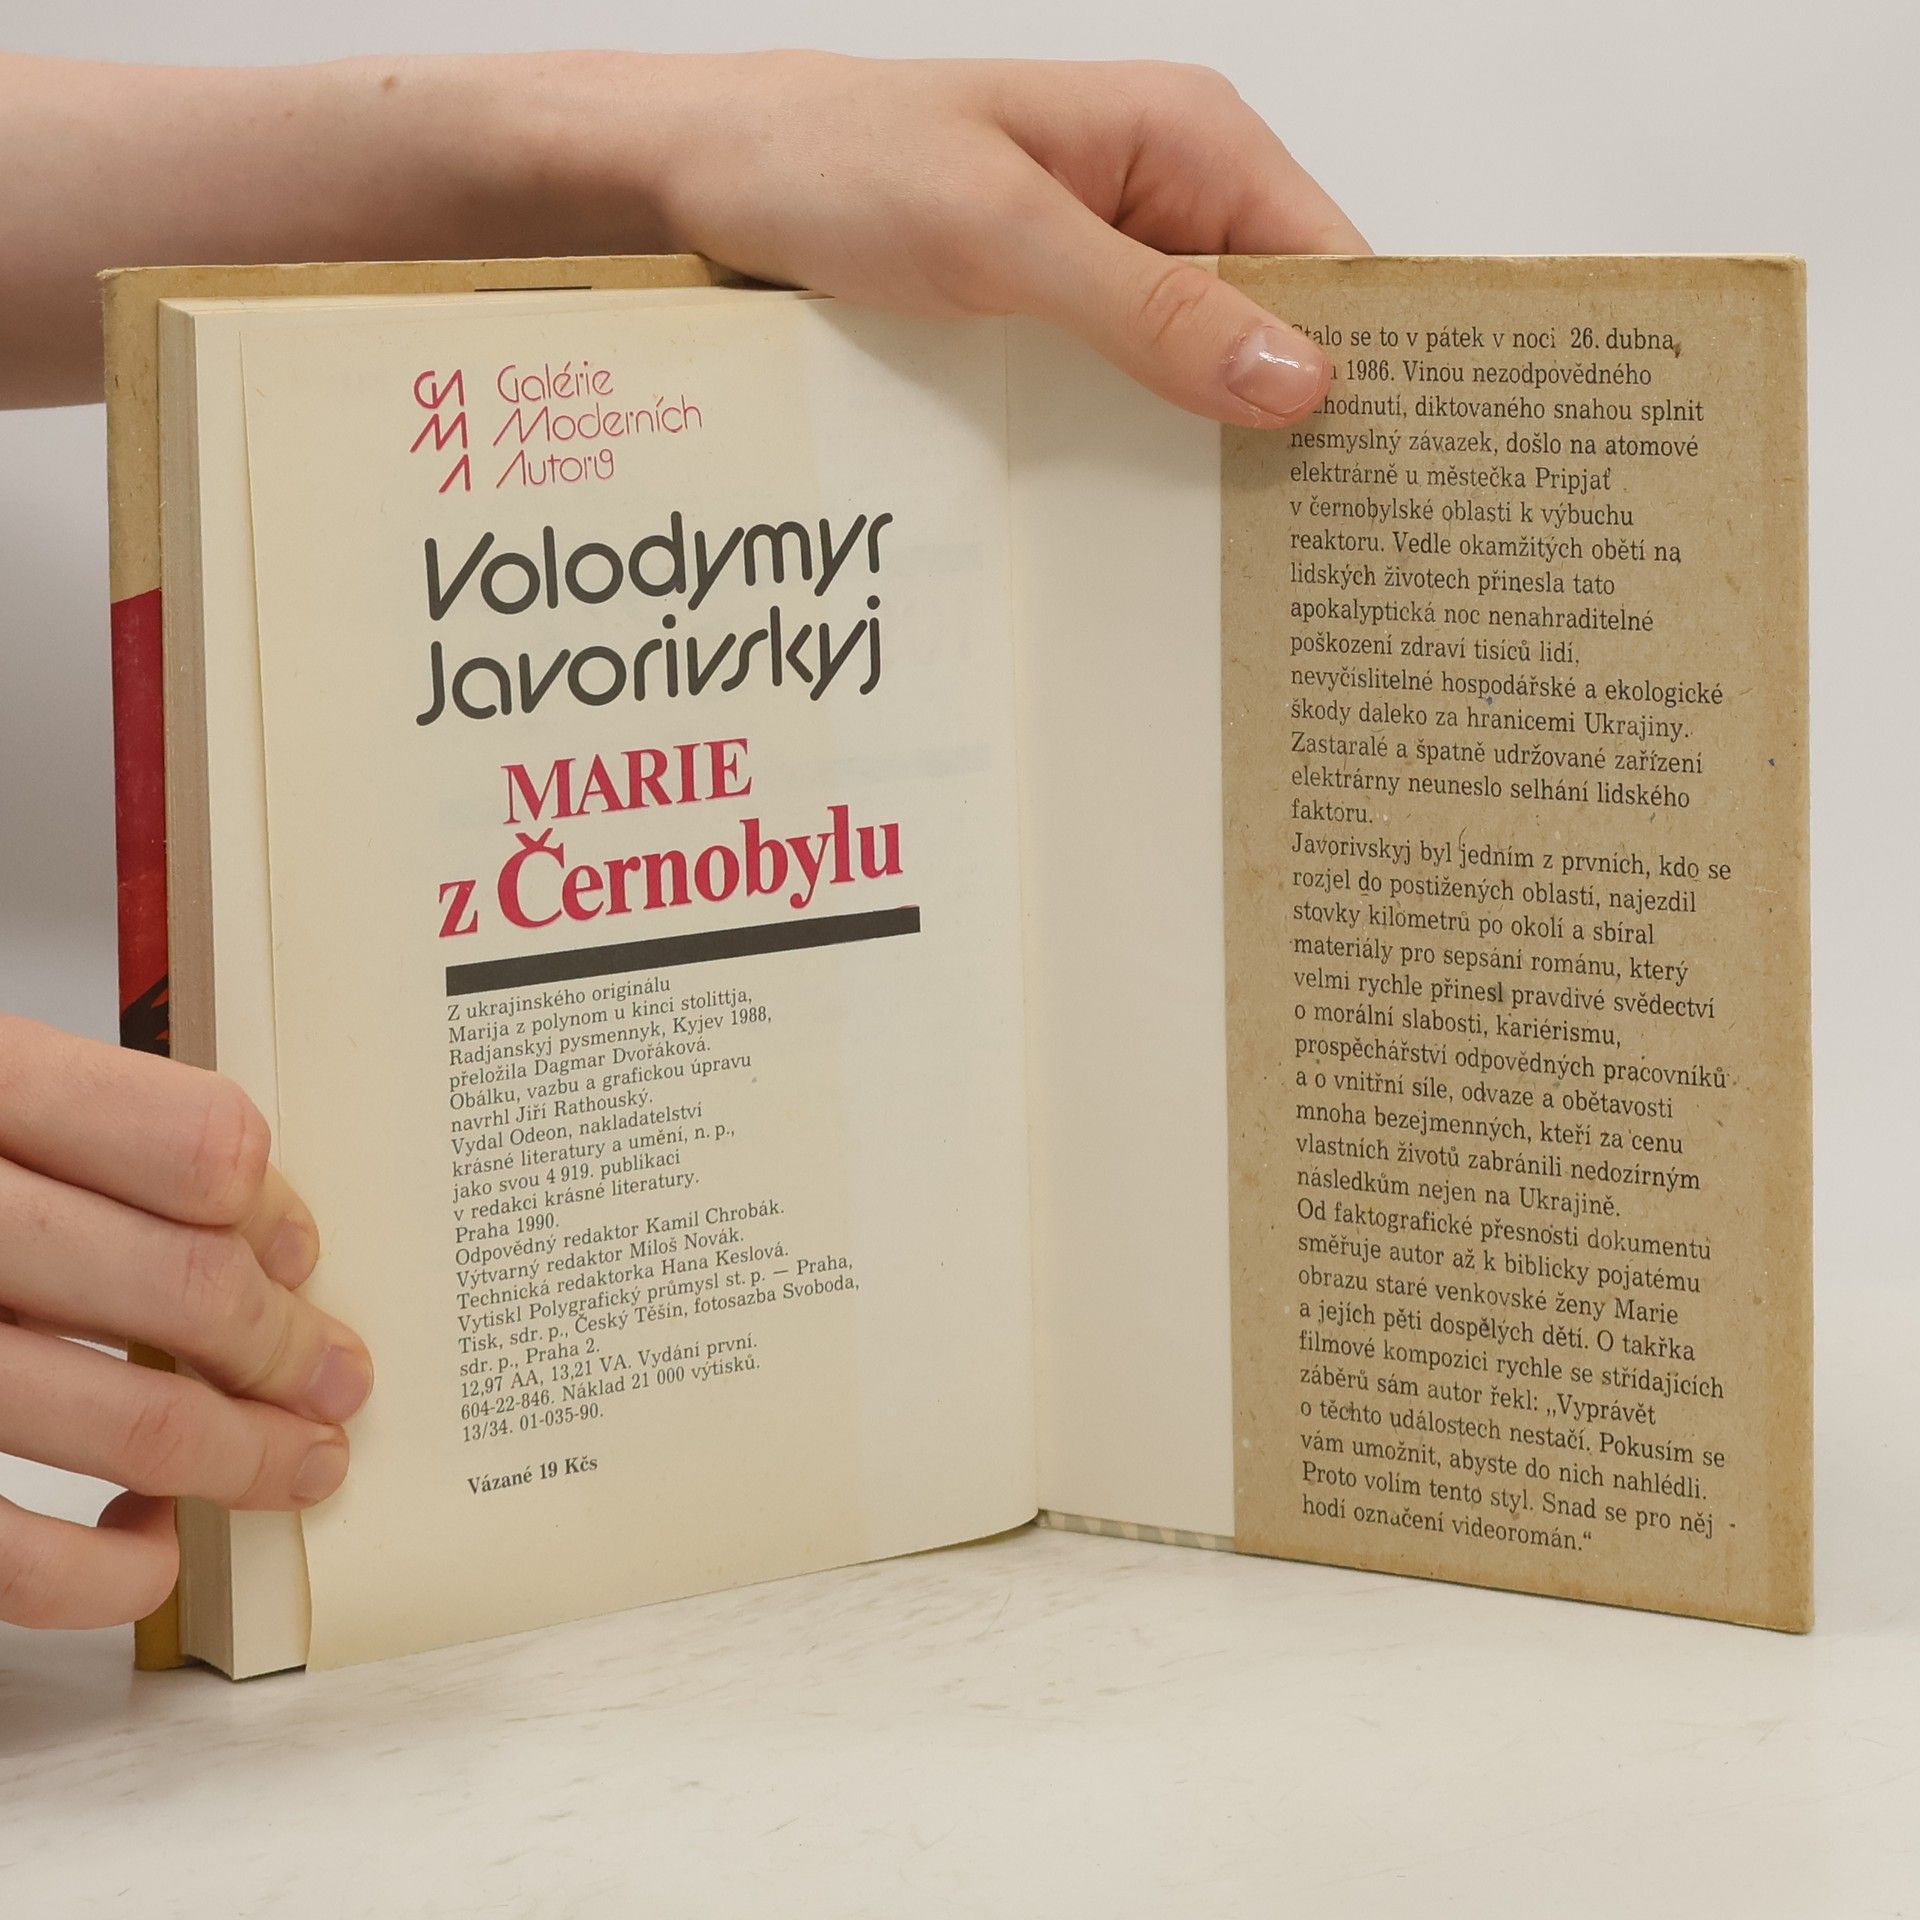 GMA
Galérie
Moderních
Autorů
Volodymyr
Javorivskyj
MARIE
z Černobylu
Z ukrajinského originálu
Marija z polynom u kinci stolittja,
Radjanskyj pysmennyk, Kyjev 1988,
přeložila Dagmar Dvořáková.
Obálku, vazbu a grafickou úpravu
navrhl Jiří Rathouský.
Vydal Odeon, nakladatelství
krásné literatury a umění, n. p.,
jako svou 4 919. publikaci
v redakci krásné literatury.
Praha 1990.
Odpovědný redaktor Kamil Chrobák.
Výtvarný redaktor Miloš Novák.
Technická redaktorka Hana Keslová.
Vytiskl Polygrafický průmysl st. p. — Praha,
Tisk, sdr. p., Český Těšín, fotosazba Svoboda,
sdr. p., Praha 2.
12,97 AA, 13,21 VA. Vydání první.
604-22-846. Náklad 21 000 výtisků.
13/34. 01-035-90.
Vázané 19 Kčs
Stalo se to v pátek v noci 26. dubna,
1986. Vinou nezodpovědného
zhodnutí, diktovaného snahou splnit
nesmyslný závazek, došlo na atomové
elektrárně u městečka Pripjať
v černobylské oblasti k výbuchu
reaktoru. Vedle okamžitých obětí na
lidských životech přinesla tato
apokalyptická noc nenahraditelné
poškození zdraví tisíců lidí,
nevyčíslitelné hospodářské a ekologické
škody daleko za hranicemi Ukrajiny.
Zastaralé a špatně udržované zařízení
elektrárny neuneslo selhání lidského
faktoru.
Javorivskyj byl jedním z prvních, kdo se
rozjel do postižených oblastí, najezdil
stovky kilometrů po okolí a sbíral
materiály pro sepsání románu, který
velmi rychle přinesl pravdivé svědectví
o morální slabosti, kariérismu,
prospěchářství odpovědných pracovníků
a o vnitřní síle, odvaze a obětavosti
mnoha bezejmenných, kteří za cenu
vlastních životů zabránili nedozírným
následkům nejen na Ukrajině.
Od faktografické přesnosti dokumentu
směřuje autor až k biblicky pojatému
obrazu staré venkovské ženy Marie
a jejích pěti dospělých dětí. O takřka
filmové kompozici rychle se střídajících
záběrů sám autor řekl: „Vyprávět
o těchto událostech nestačí. Pokusím se
vám umožnit, abyste do nich nahlédli.
Proto volím tento styl. Snad se pro něj
hodí označení videoromán.“